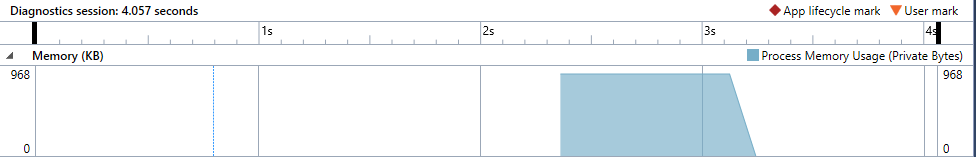 Diagnostics session: 4.057 seconds
App lifecycle mark
User mark
1s
2s
3s
4s
Memory (KB)
Process Memory Usage (Private Bytes)
968
968
0
0